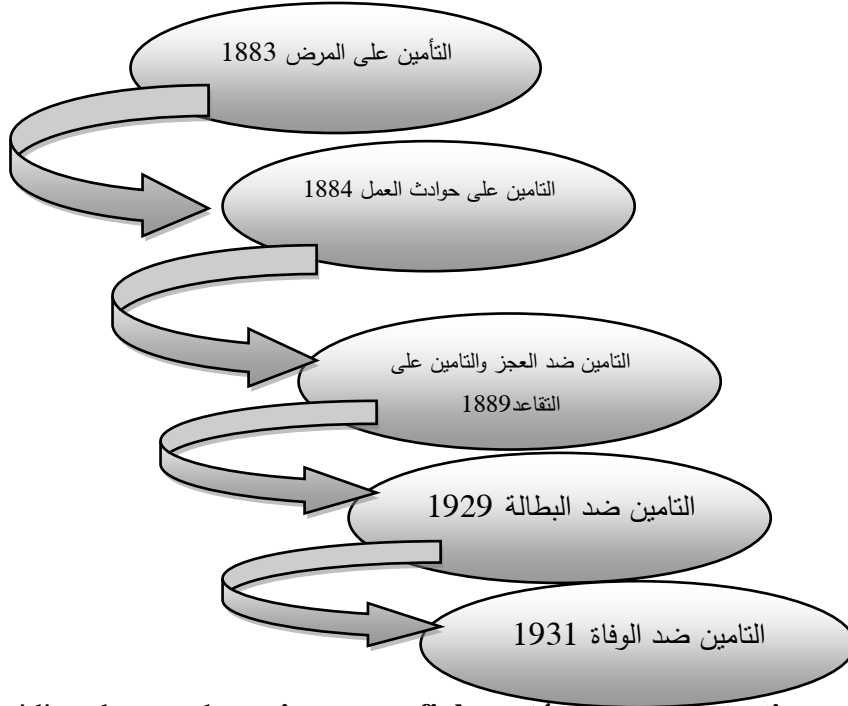 التأمين على المرض 1883
التامين على حوادث العمل 1884
التامين ضد العجز والتامين على
التقاعد1889
التامين ضد البطالة 1929
التامين ضد الوفاة 1931